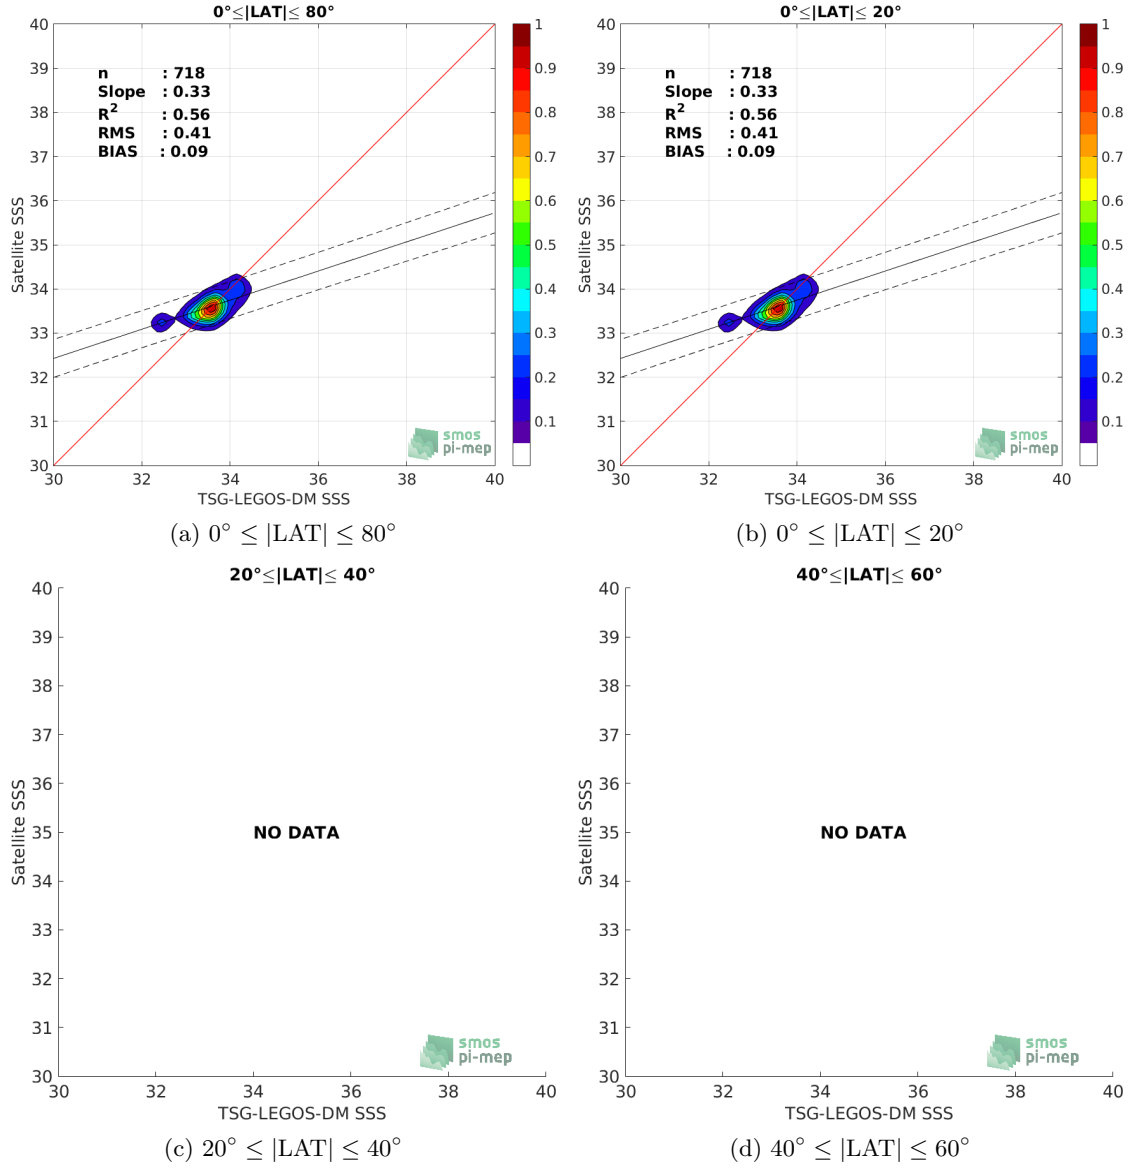 0°≤|LAT|≤ 80°
40
39
38
37
36
35
34
33
32
31
30
Satellite SSS
n : 718
Slope : 0.33
R² : 0.56
RMS : 0.41
BIAS : 0.09
smos
pi-mep
30 32 34 36 38 40
TSG-LEGOS-DM SSS
1
0.9
0.8
0.7
0.6
0.5
0.4
0.3
0.2
0.1
(a) 0° ≤ |LAT| ≤ 80°
0°≤|LAT|≤ 20°
40
39
38
37
36
35
34
33
32
31
30
Satellite SSS
n : 718
Slope : 0.33
R² : 0.56
RMS : 0.41
BIAS : 0.09
smos
pi-mep
30 32 34 36 38 40
TSG-LEGOS-DM SSS
1
0.9
0.8
0.7
0.6
0.5
0.4
0.3
0.2
0.1
(b) 0° ≤ |LAT| ≤ 20°
20°≤|LAT|≤ 40°
40
39
38
37
36
35
34
33
32
31
30
Satellite SSS
NO DATA
smos
pi-mep
30 32 34 36 38 40
TSG-LEGOS-DM SSS
(c) 20° ≤ |LAT| ≤ 40°
40°≤|LAT|≤ 60°
40
39
38
37
36
35
34
33
32
31
30
Satellite SSS
NO DATA
smos
pi-mep
30 32 34 36 38 40
TSG-LEGOS-DM SSS
(d) 40° ≤ |LAT| ≤ 60°